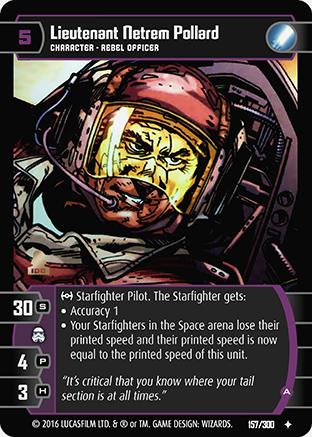 5
Lieutenant Netrem Pollard
CHARACTER • REBEL OFFICER
30 S
4 P
3 H
Starfighter Pilot. The Starfighter gets:
• Accuracy 1
• Your Starfighters in the Space arena lose their
printed speed and their printed speed is now
equal to the printed speed of this unit.
“It’s critical that you know where your tail
section is at all times.”
A
© 2016 LUCASFILM LTD. & ® or TM. GAME DESIGN: WIZARDS.
157/300